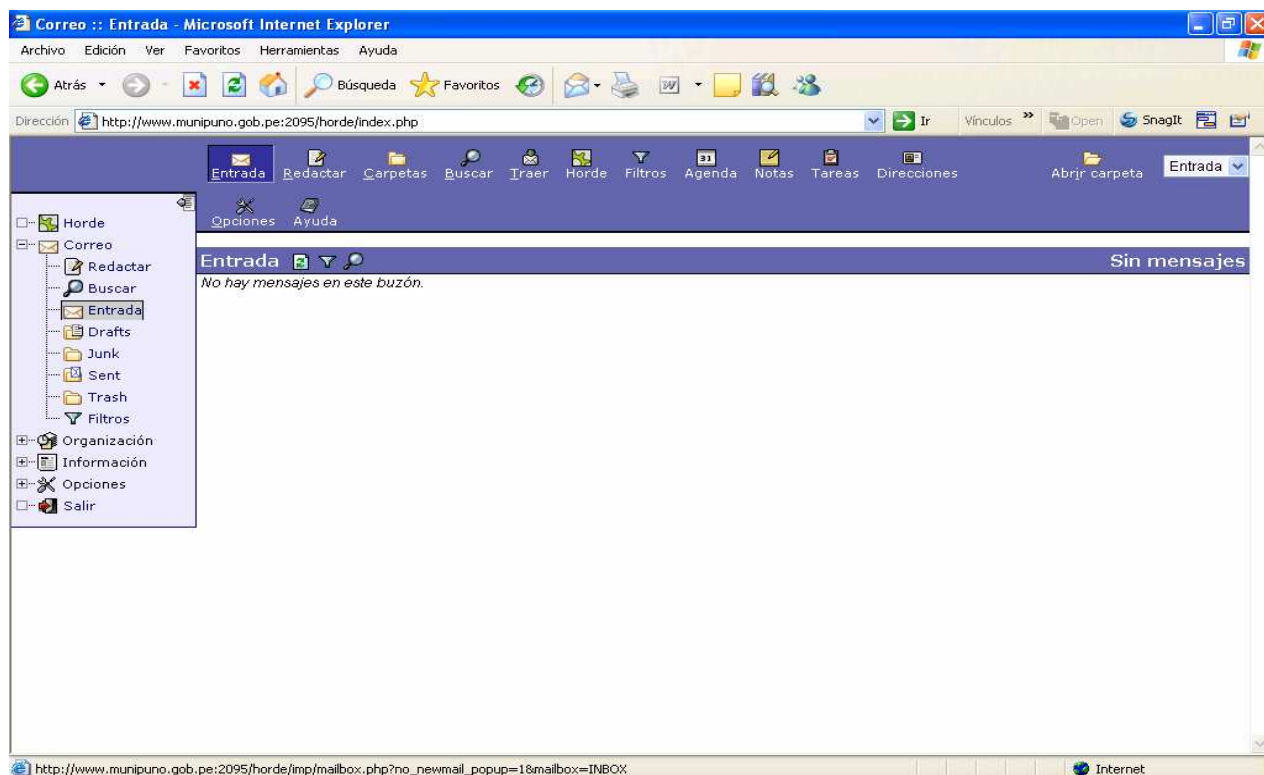 Correo :: Entrada - Microsoft Internet Explorer
Archivo Edición Ver Favoritos Herramientas Ayuda
Atrás Búsqueda Favoritos
Dirección http://www.munipuno.gob.pe:2095/horde/index.php Ir Vínculos » Open SnagIt
Entrada Redactar Carpetas Buscar Traer Horde Filtros Agenda Notas Tareas Direcciones Abrir carpeta Entrada
Opciones Ayuda
Horde
Correo
Redactar
Buscar
Entrada
Drafts
Junk
Sent
Trash
Filtros
Organización
Información
Opciones
Salir
Entrada Sin mensajes
No hay mensajes en este buzón.
http://www.munipuno.gob.pe:2095/horde/imp/mailbox.php?no_newmail_popup=1&mailbox=INBOX Internet